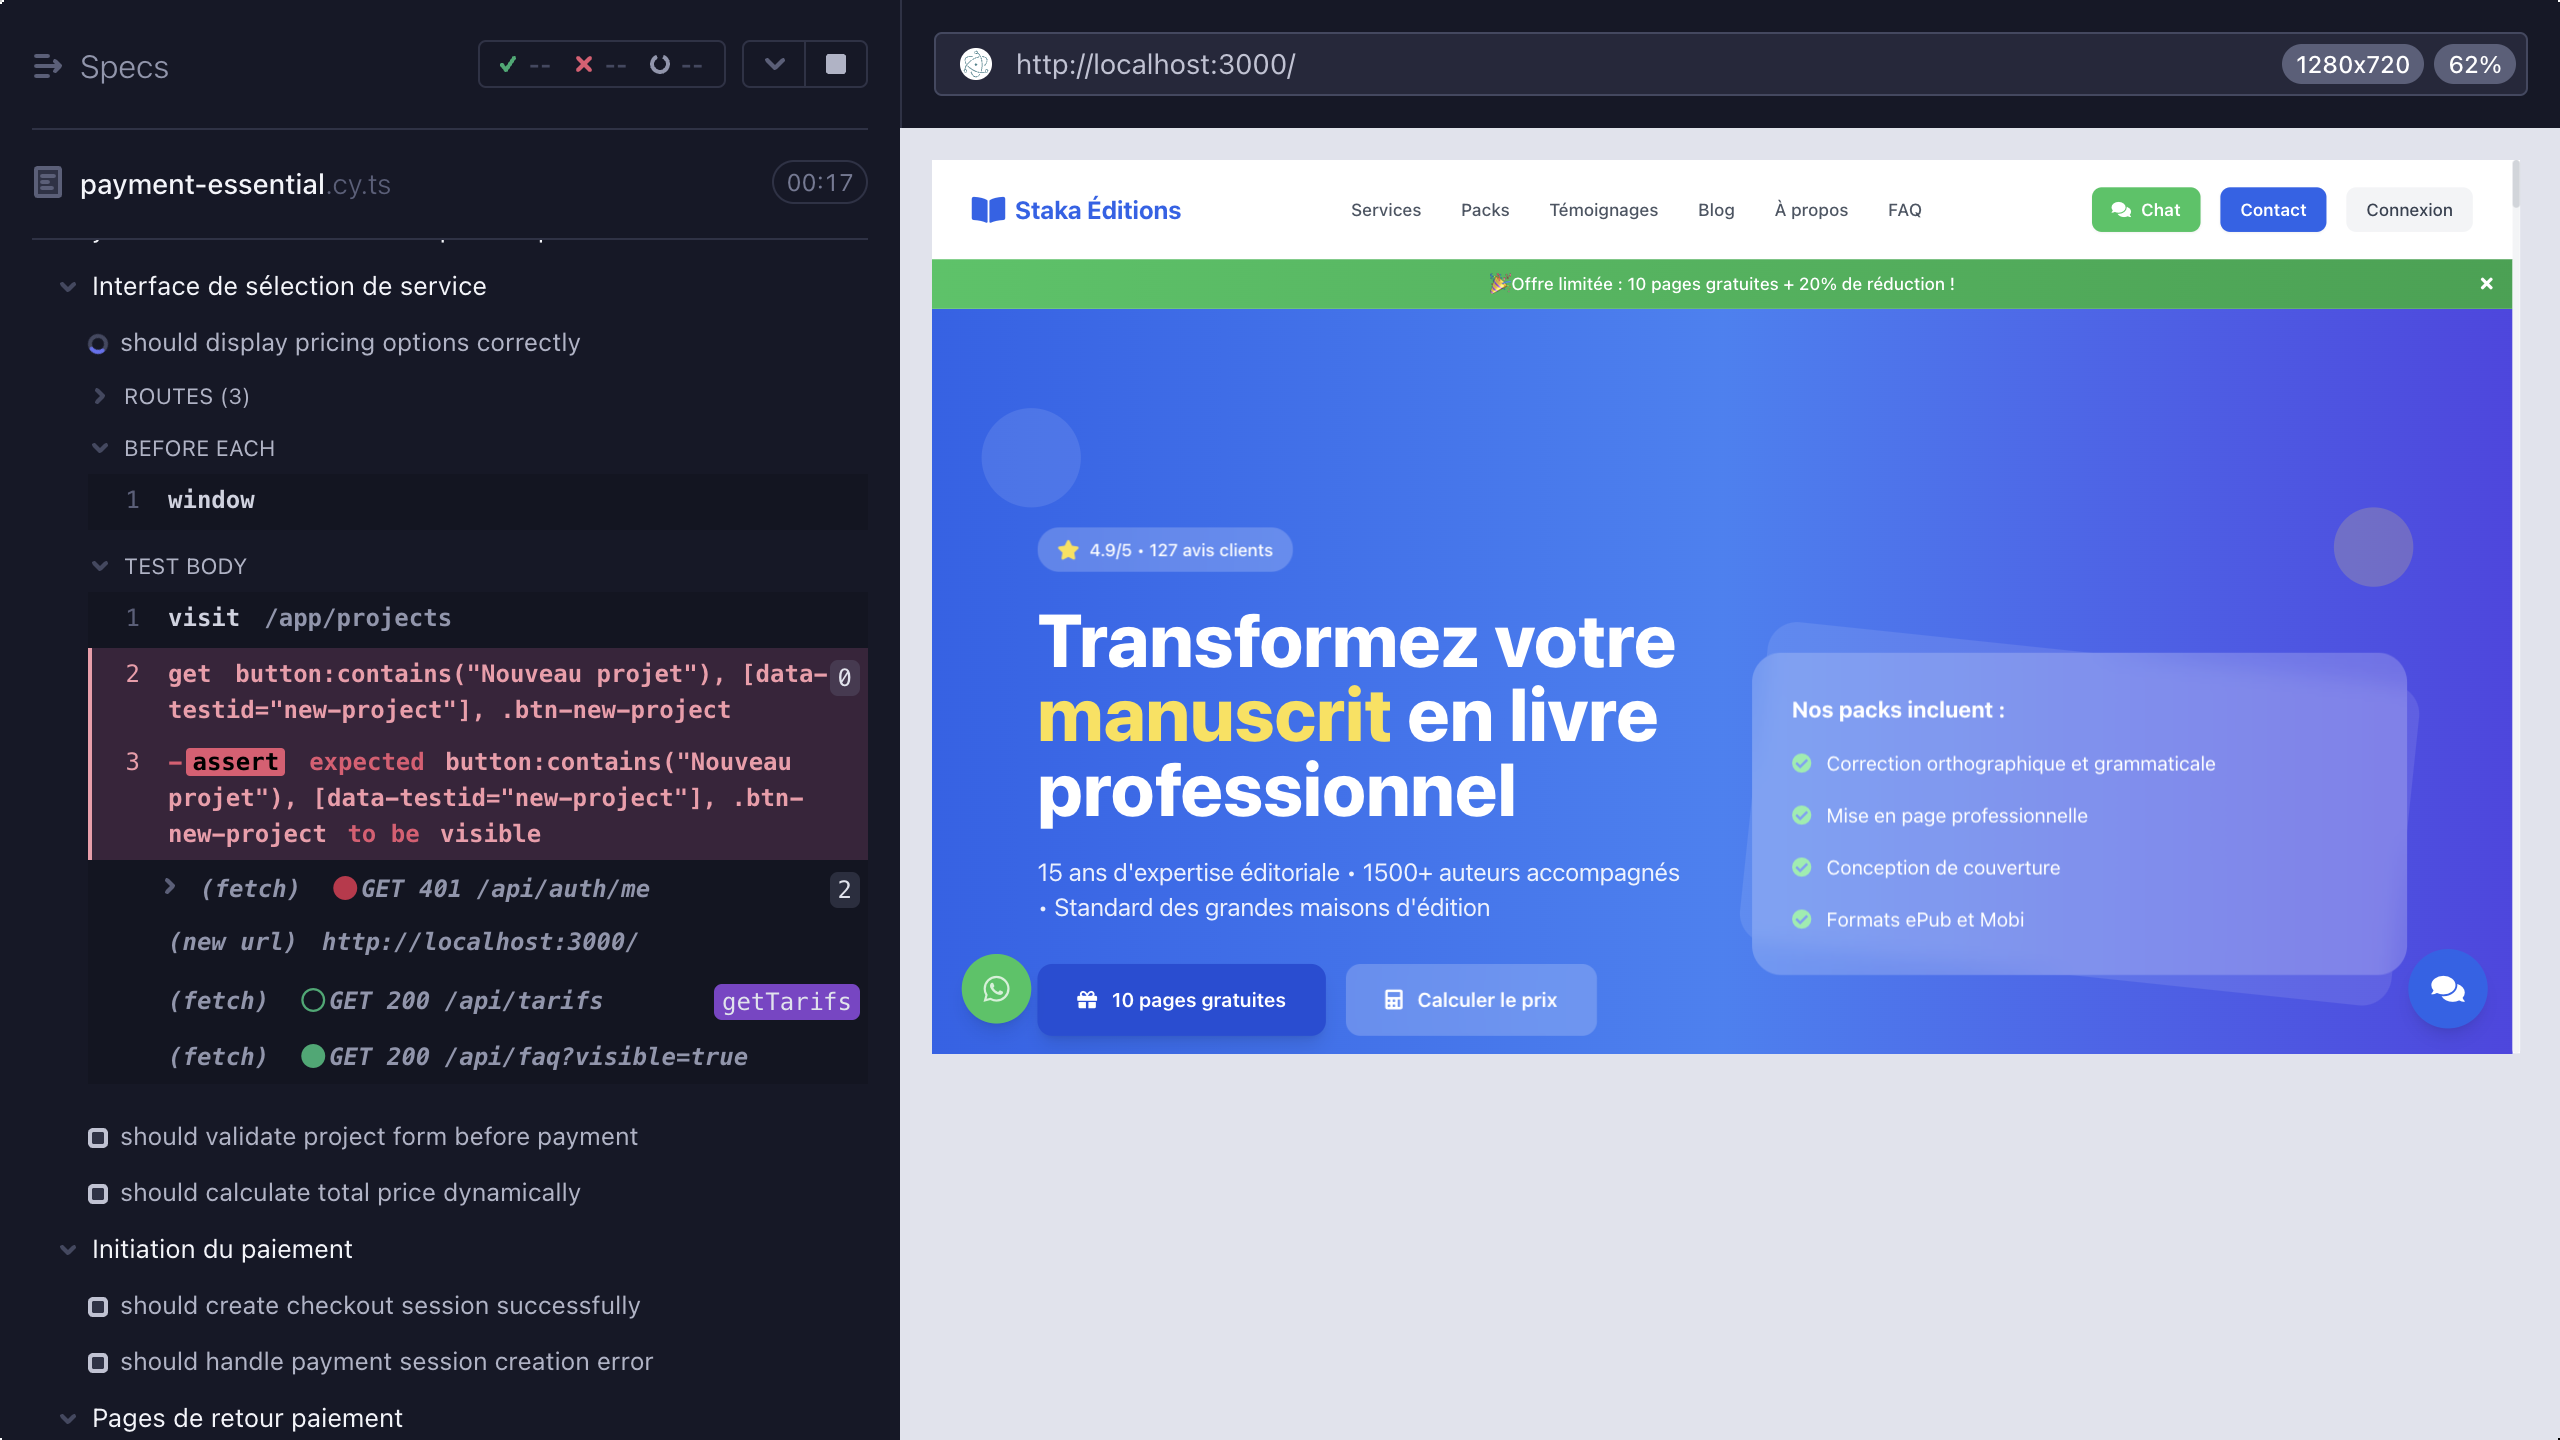 Specs
-- -- --
payment-essential.cy.ts
00:17
Interface de sélection de service
should display pricing options correctly
ROUTES (3)
BEFORE EACH
1 window
TEST BODY
1 visit /app/projects
2 get button:contains("Nouveau projet"), [data-
testid="new-project"], .btn-new-project
0
3 -assert expected button:contains("Nouveau
projet"), [data-testid="new-project"], .btn-
new-project to be visible
(fetch) GET 401 /api/auth/me 2
(new url) http://localhost:3000/
(fetch) GET 200 /api/tarifs getTarifs
(fetch) GET 200 /api/faq?visible=true
should validate project form before payment
should calculate total price dynamically
Initiation du paiement
should create checkout session successfully
should handle payment session creation error
Pages de retour paiement
http://localhost:3000/
1280x720 62%
Staka Éditions
Services Packs Témoignages Blog À propos FAQ
Chat Contact Connexion
🎉Offre limitée : 10 pages gratuites + 20% de réduction !
4.9/5 • 127 avis clients
Transformez votre
manuscrit en livre
professionnel
15 ans d'expertise éditoriale • 1500+ auteurs accompagnés
• Standard des grandes maisons d'édition
10 pages gratuites
Calculer le prix
Nos packs incluent :
Correction orthographique et grammaticale
Mise en page professionnelle
Conception de couverture
Formats ePub et Mobi